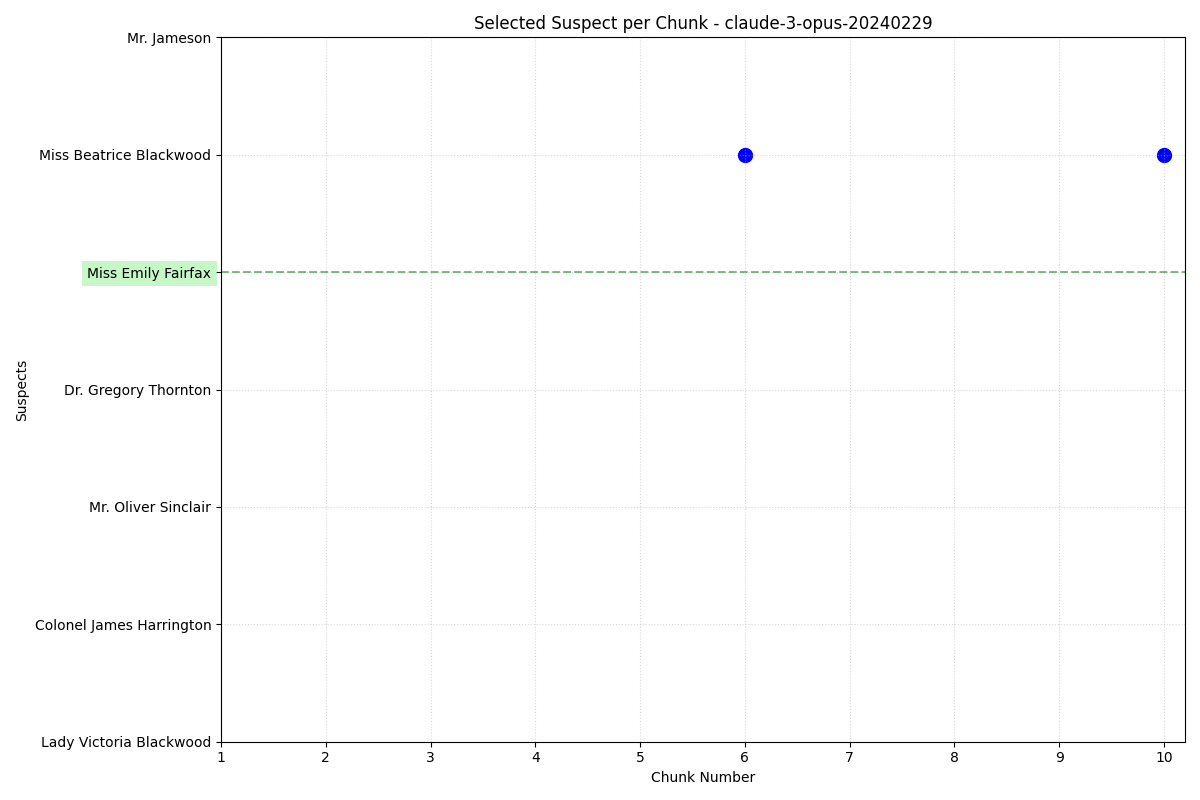 Selected Suspect per Chunk - claude-3-opus-20240229
Mr. Jameson
Miss Beatrice Blackwood
Miss Emily Fairfax
Dr. Gregory Thornton
Mr. Oliver Sinclair
Colonel James Harrington
Lady Victoria Blackwood
Suspects
1 2 3 4 5 6 7 8 9 10
Chunk Number